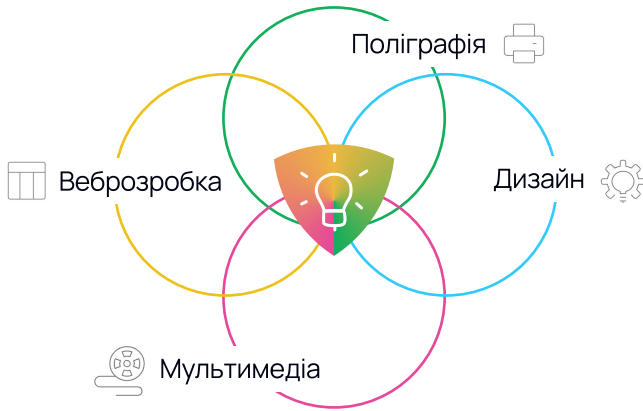 Поліграфія
Веброзробка
Дизайн
Мультимедіа